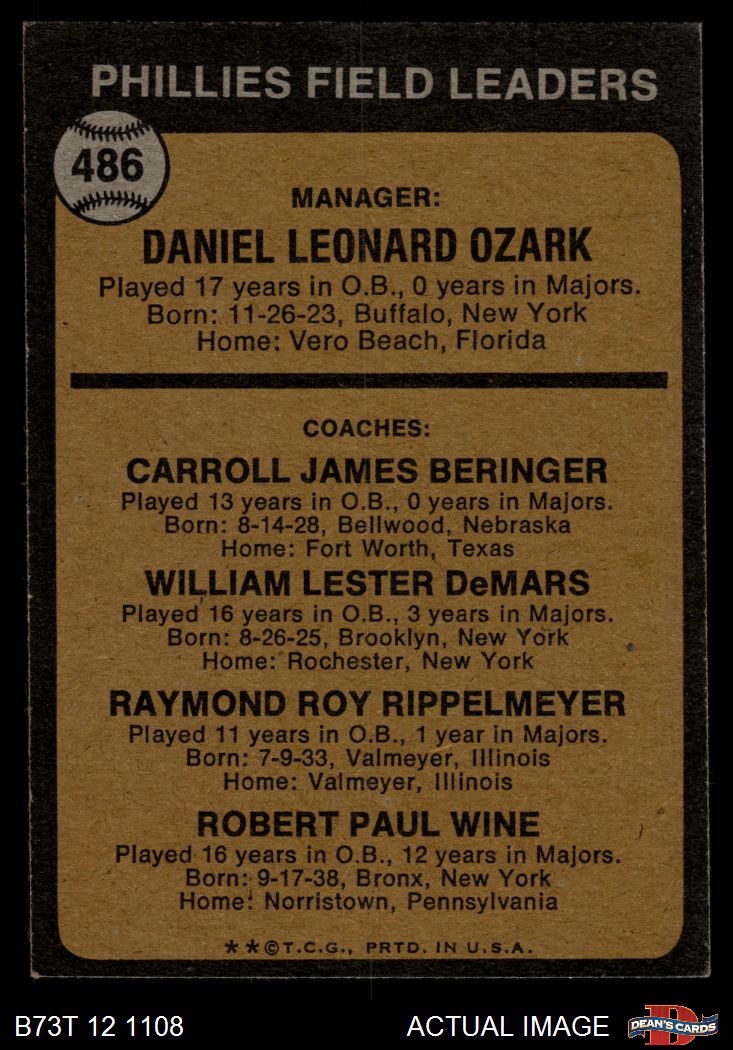 PHILLIES FIELD LEADERS
486
MANAGER:
DANIEL LEONARD OZARK
Played 17 years in O.B., 0 years in Majors.
Born: 11-26-23, Buffalo, New York
Home: Vero Beach, Florida
COACHES:
CARROLL JAMES BERINGER
Played 13 years in O.B., 0 years in Majors.
Born: 8-14-28, Bellwood, Nebraska
Home: Fort Worth, Texas
WILLIAM LESTER DeMARS
Played 16 years in O.B., 3 years in Majors.
Born: 8-26-25, Brooklyn, New York
Home: Rochester, New York
RAYMOND ROY RIPPELMEYER
Played 11 years in O.B., 1 year in Majors.
Born: 7-9-33, Valmeyer, Illinois
Home: Valmeyer, Illinois
ROBERT PAUL WINE
Played 16 years in O.B., 12 years in Majors.
Born: 9-17-38, Bronx, New York
Home: Norristown, Pennsylvania
**©T.C.G., PRTD. IN U.S.A.
B73T 12 1108
ACTUAL IMAGE
D
DEAN'S CARDS